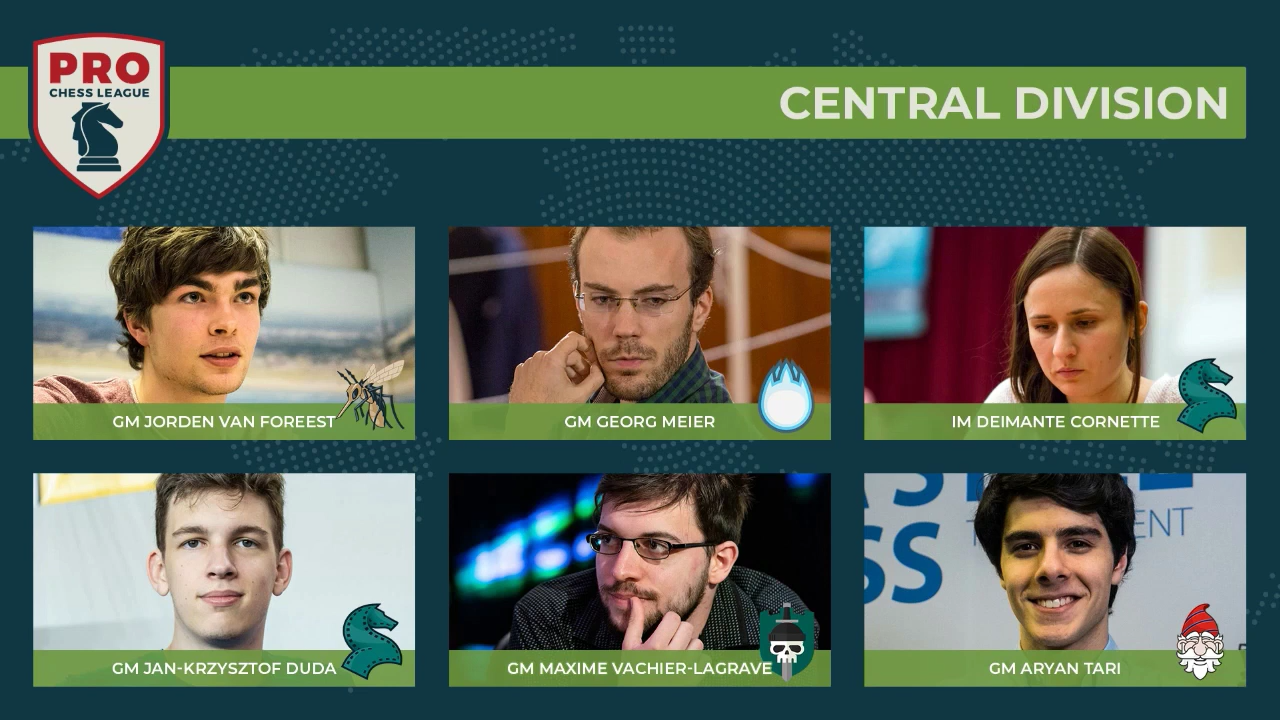 PRO
CHESS LEAGUE
CENTRAL DIVISION
GM JORDEN VAN FOREEST
GM GEORG MEIER
IM DEIMANTE CORNETTE
GM JAN-KRZYSZTOF DUDA
GM MAXIME VACHIER-LAGRAVE
GM ARYAN TARI